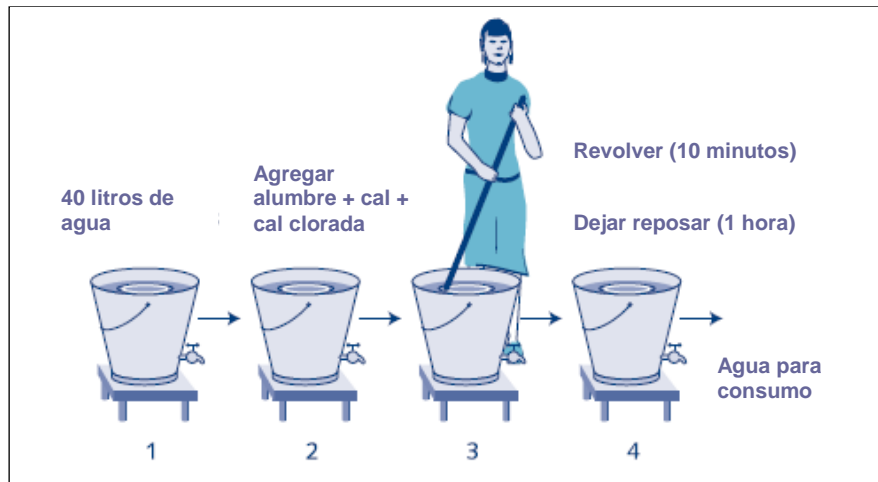 40 litros de
agua
Agregar
alumbre + cal +
cal clorada
Revolver (10 minutos)
Dejar reposar (1 hora)
Agua para
consumo
1
2
3
4